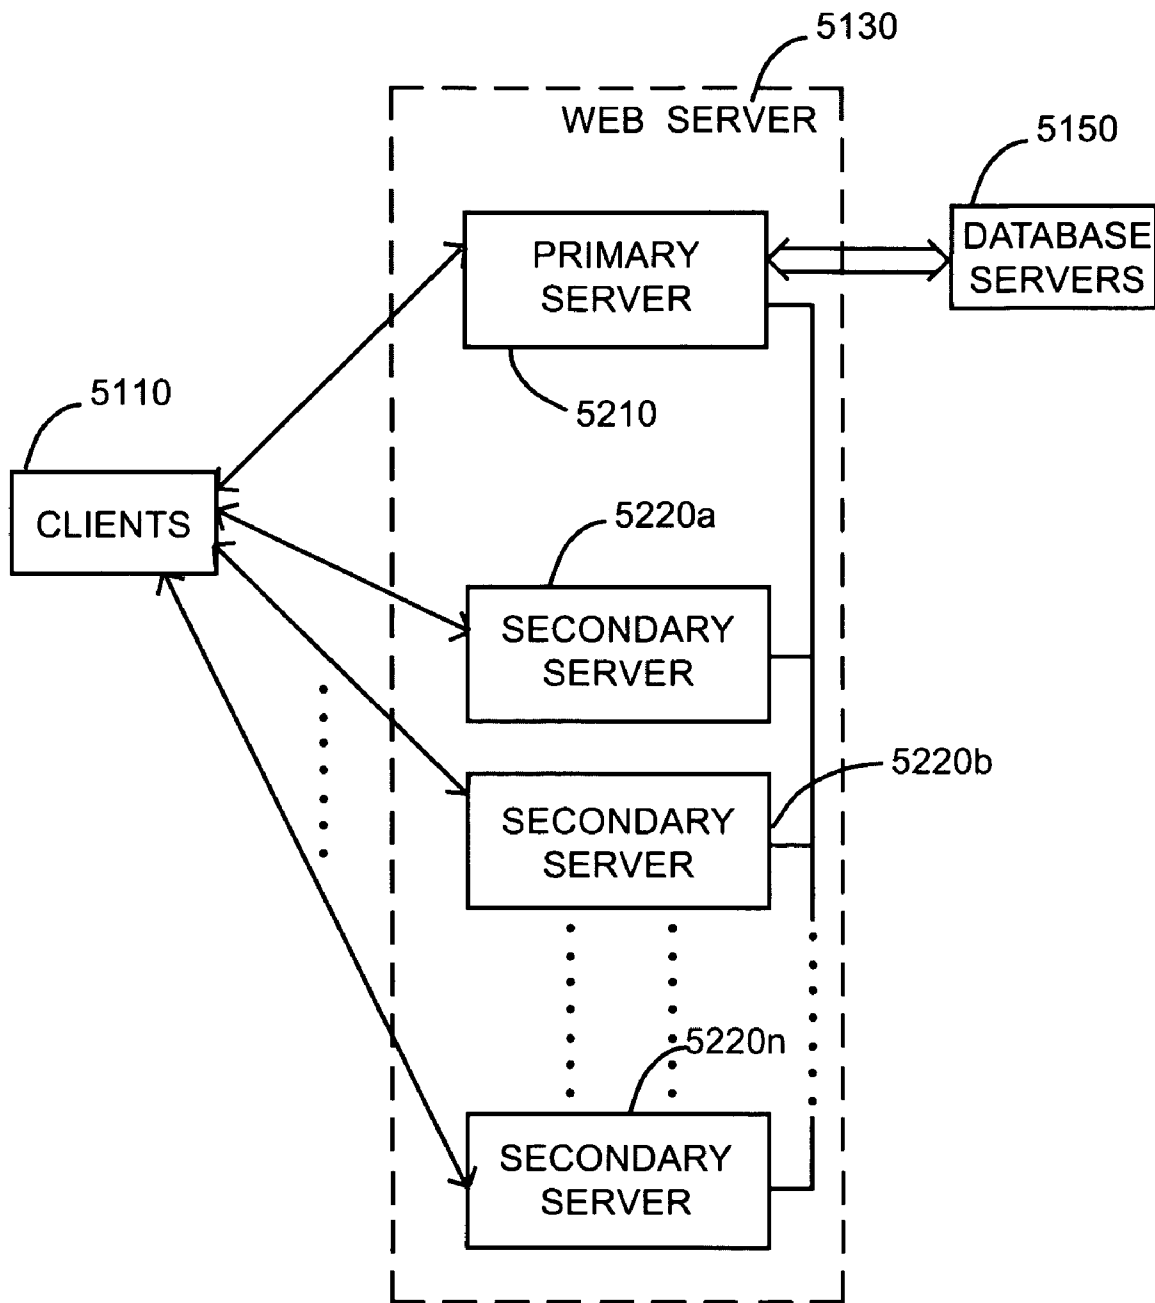 5130
WEB SERVER
5150
PRIMARY
SERVER
DATABASE
SERVERS
5110
5210
CLIENTS
5220a
SECONDARY
SERVER
5220b
SECONDARY
SERVER
5220n
SECONDARY
SERVER